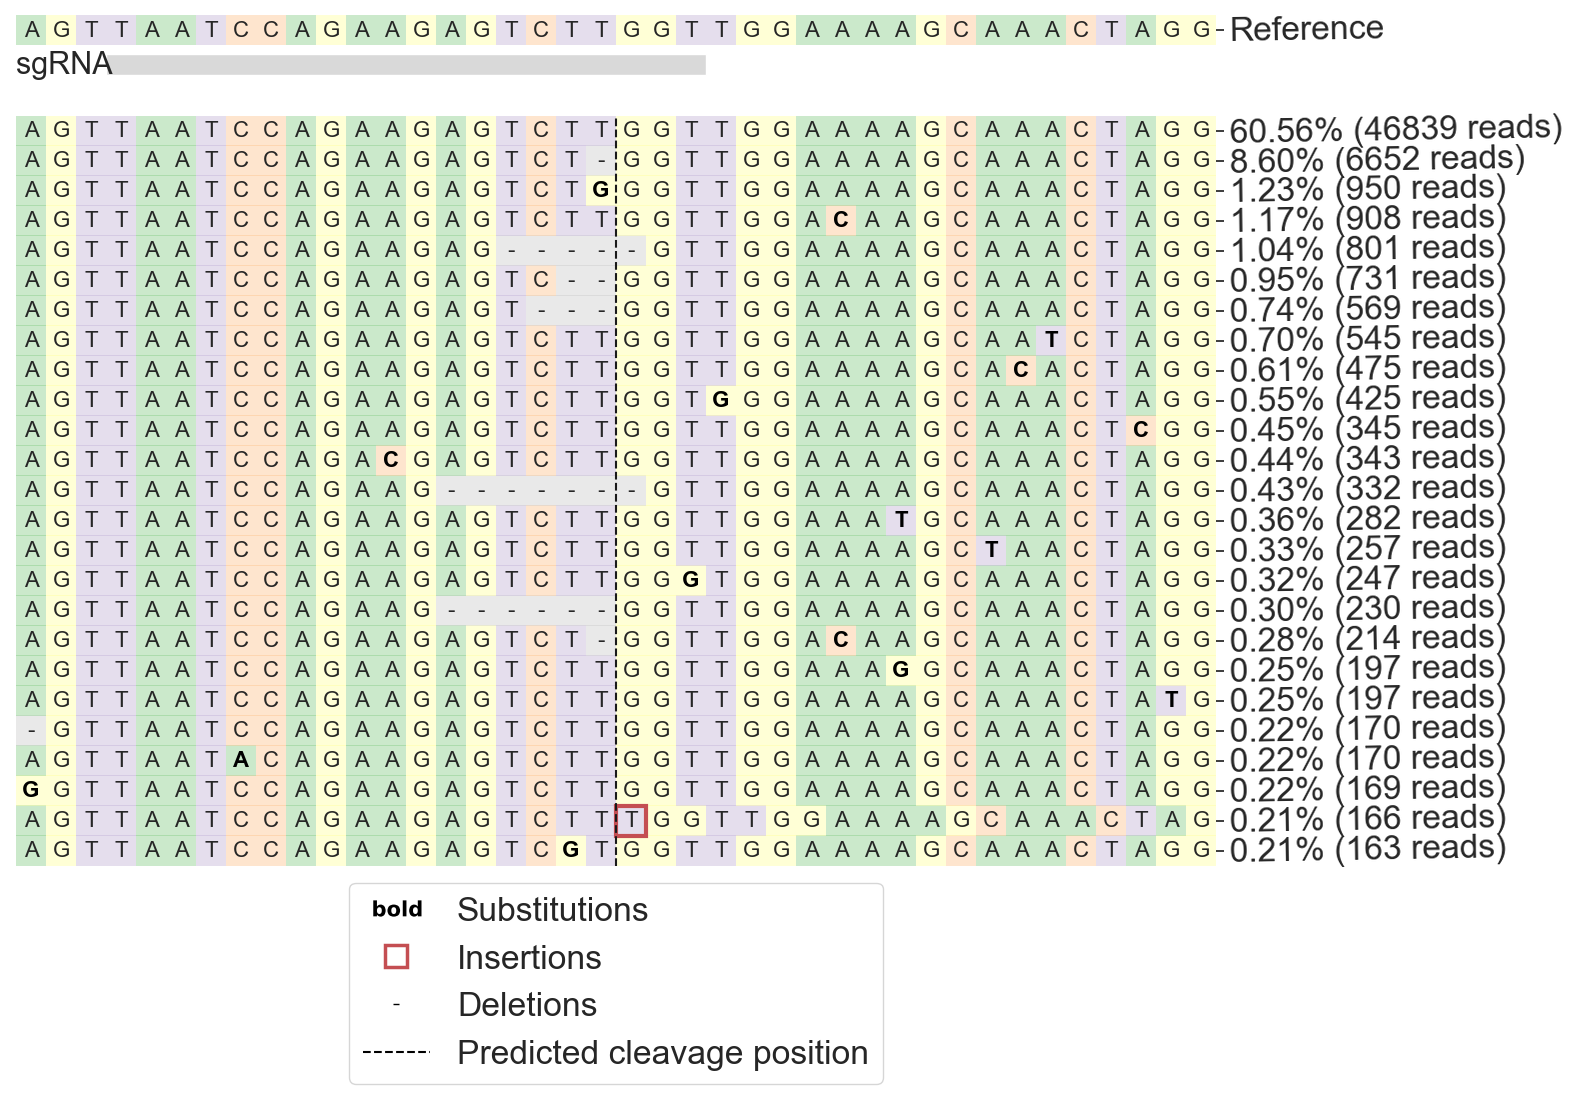 A G T T A A T C C A G A A G A G T C T T G G T T G G A A A A G C A A A C T A G G - Reference
sgRNA
A G T T A A T C C A G A A G A G T C T T G G T T G G A A A A G C A A A C T A G G - 60.56% (46839 reads)
A G T T A A T C C A G A A G A G T C T - G G T T G G A A A A G C A A A C T A G G - 8.60% (6652 reads)
A G T T A A T C C A G A A G A G T C T G G G T T G G A A A A G C A A A C T A G G - 1.23% (950 reads)
A G T T A A T C C A G A A G A G T C T T G G T T G G A C A A G C A A A C T A G G - 1.17% (908 reads)
A G T T A A T C C A G A A G A G - - - - - G T T G G A A A A G C A A A C T A G G - 1.04% (801 reads)
A G T T A A T C C A G A A G A G T C - - G G T T G G A A A A G C A A A C T A G G - 0.95% (731 reads)
A G T T A A T C C A G A A G A G T - - - G G T T G G A A A A G C A A A C T A G G - 0.74% (569 reads)
A G T T A A T C C A G A A G A G T C T T G G T T G G A A A A G C A A T C T A G G - 0.70% (545 reads)
A G T T A A T C C A G A A G A G T C T T G G T T G G A A A A G C A C A C T A G G - 0.61% (475 reads)
A G T T A A T C C A G A A G A G T C T T G G T G G G A A A A G C A A A C T A G G - 0.55% (425 reads)
A G T T A A T C C A G A A G A G T C T T G G T T G G A A A A G C A A A C T C G G - 0.45% (345 reads)
A G T T A A T C C A G A C G A G T C T T G G T T G G A A A A G C A A A C T A G G - 0.44% (343 reads)
A G T T A A T C C A G A A G - - - - - - - G T T G G A A A A G C A A A C T A G G - 0.43% (332 reads)
A G T T A A T C C A G A A G A G T C T T G G T T G G A A A T G C A A A C T A G G - 0.36% (282 reads)
A G T T A A T C C A G A A G A G T C T T G G T T G G A A A A G C T A A C T A G G - 0.33% (257 reads)
A G T T A A T C C A G A A G A G T C T T G G G T G G A A A A G C A A A C T A G G - 0.32% (247 reads)
A G T T A A T C C A G A A G - - - - - - G G T T G G A A A A G C A A A C T A G G - 0.30% (230 reads)
A G T T A A T C C A G A A G A G T C T - G G T T G G A C A A G C A A A C T A G G - 0.28% (214 reads)
A G T T A A T C C A G A A G A G T C T T G G T T G G A A A G G C A A A C T A G G - 0.25% (197 reads)
A G T T A A T C C A G A A G A G T C T T G G T T G G A A A A G C A A A C T A T G - 0.25% (197 reads)
- G T T A A T C C A G A A G A G T C T T G G T T G G A A A A G C A A A C T A G G - 0.22% (170 reads)
A G T T A A T A C A G A A G A G T C T T G G T T G G A A A A G C A A A C T A G G - 0.22% (170 reads)
G G T T A A T C C A G A A G A G T C T T G G T T G G A A A A G C A A A C T A G G - 0.22% (169 reads)
A G T T A A T C C A G A A G A G T C T T T G G T T G G A A A A G C A A A C T A G - 0.21% (166 reads)
A G T T A A T C C A G A A G A G T C G T G G T T G G A A A A G C A A A C T A G G - 0.21% (163 reads)
bold Substitutions
Insertions
- Deletions
Predicted cleavage position